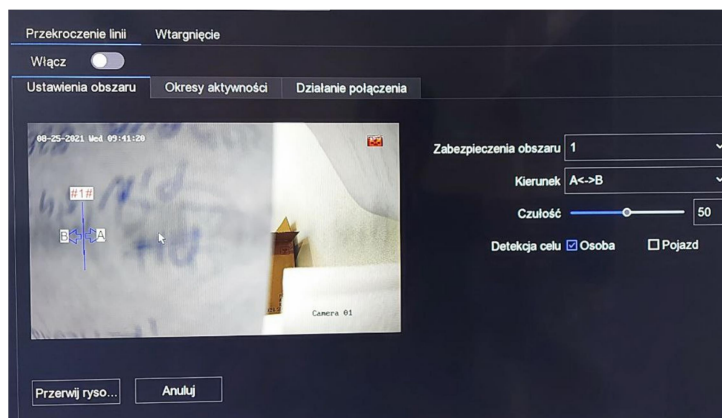 Przekroczenie linii Wtargnięcie
Włącz
Ustawienia obszaru Okresy aktywności Działanie połączenia
08-25-2021 Wed 09:41:20
#1#
B A
Camera 01
Zabezpieczenia obszaru 1
Kierunek A<->B
Czułość 50
Detekcja celu Osoba Pojazd
Przerwij ryso... Anuluj